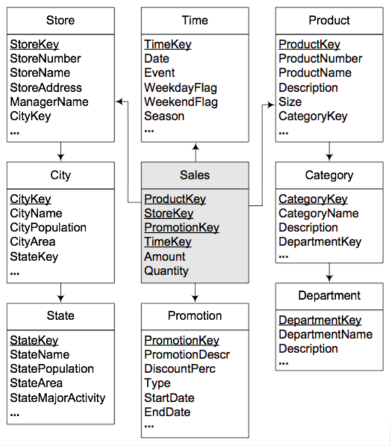 Store
StoreKey
StoreNumber
StoreName
StoreAddress
ManagerName
CityKey
...
Time
TimeKey
Date
Event
WeekdayFlag
WeekendFlag
Season
...
Product
ProductKey
ProductNumber
ProductName
Description
Size
CategoryKey
...
City
CityKey
CityName
CityPopulation
CityArea
StateKey
...
Sales
ProductKey
StoreKey
PromotionKey
TimeKey
Amount
Quantity
Category
CategoryKey
CategoryName
Description
DepartmentKey
...
State
StateKey
StateName
StatePopulation
StateArea
StateMajorActivity
...
Promotion
PromotionKey
PromotionDescr
DiscountPerc
Type
StartDate
EndDate
...
Department
DepartmentKey
DepartmentName
Description
...